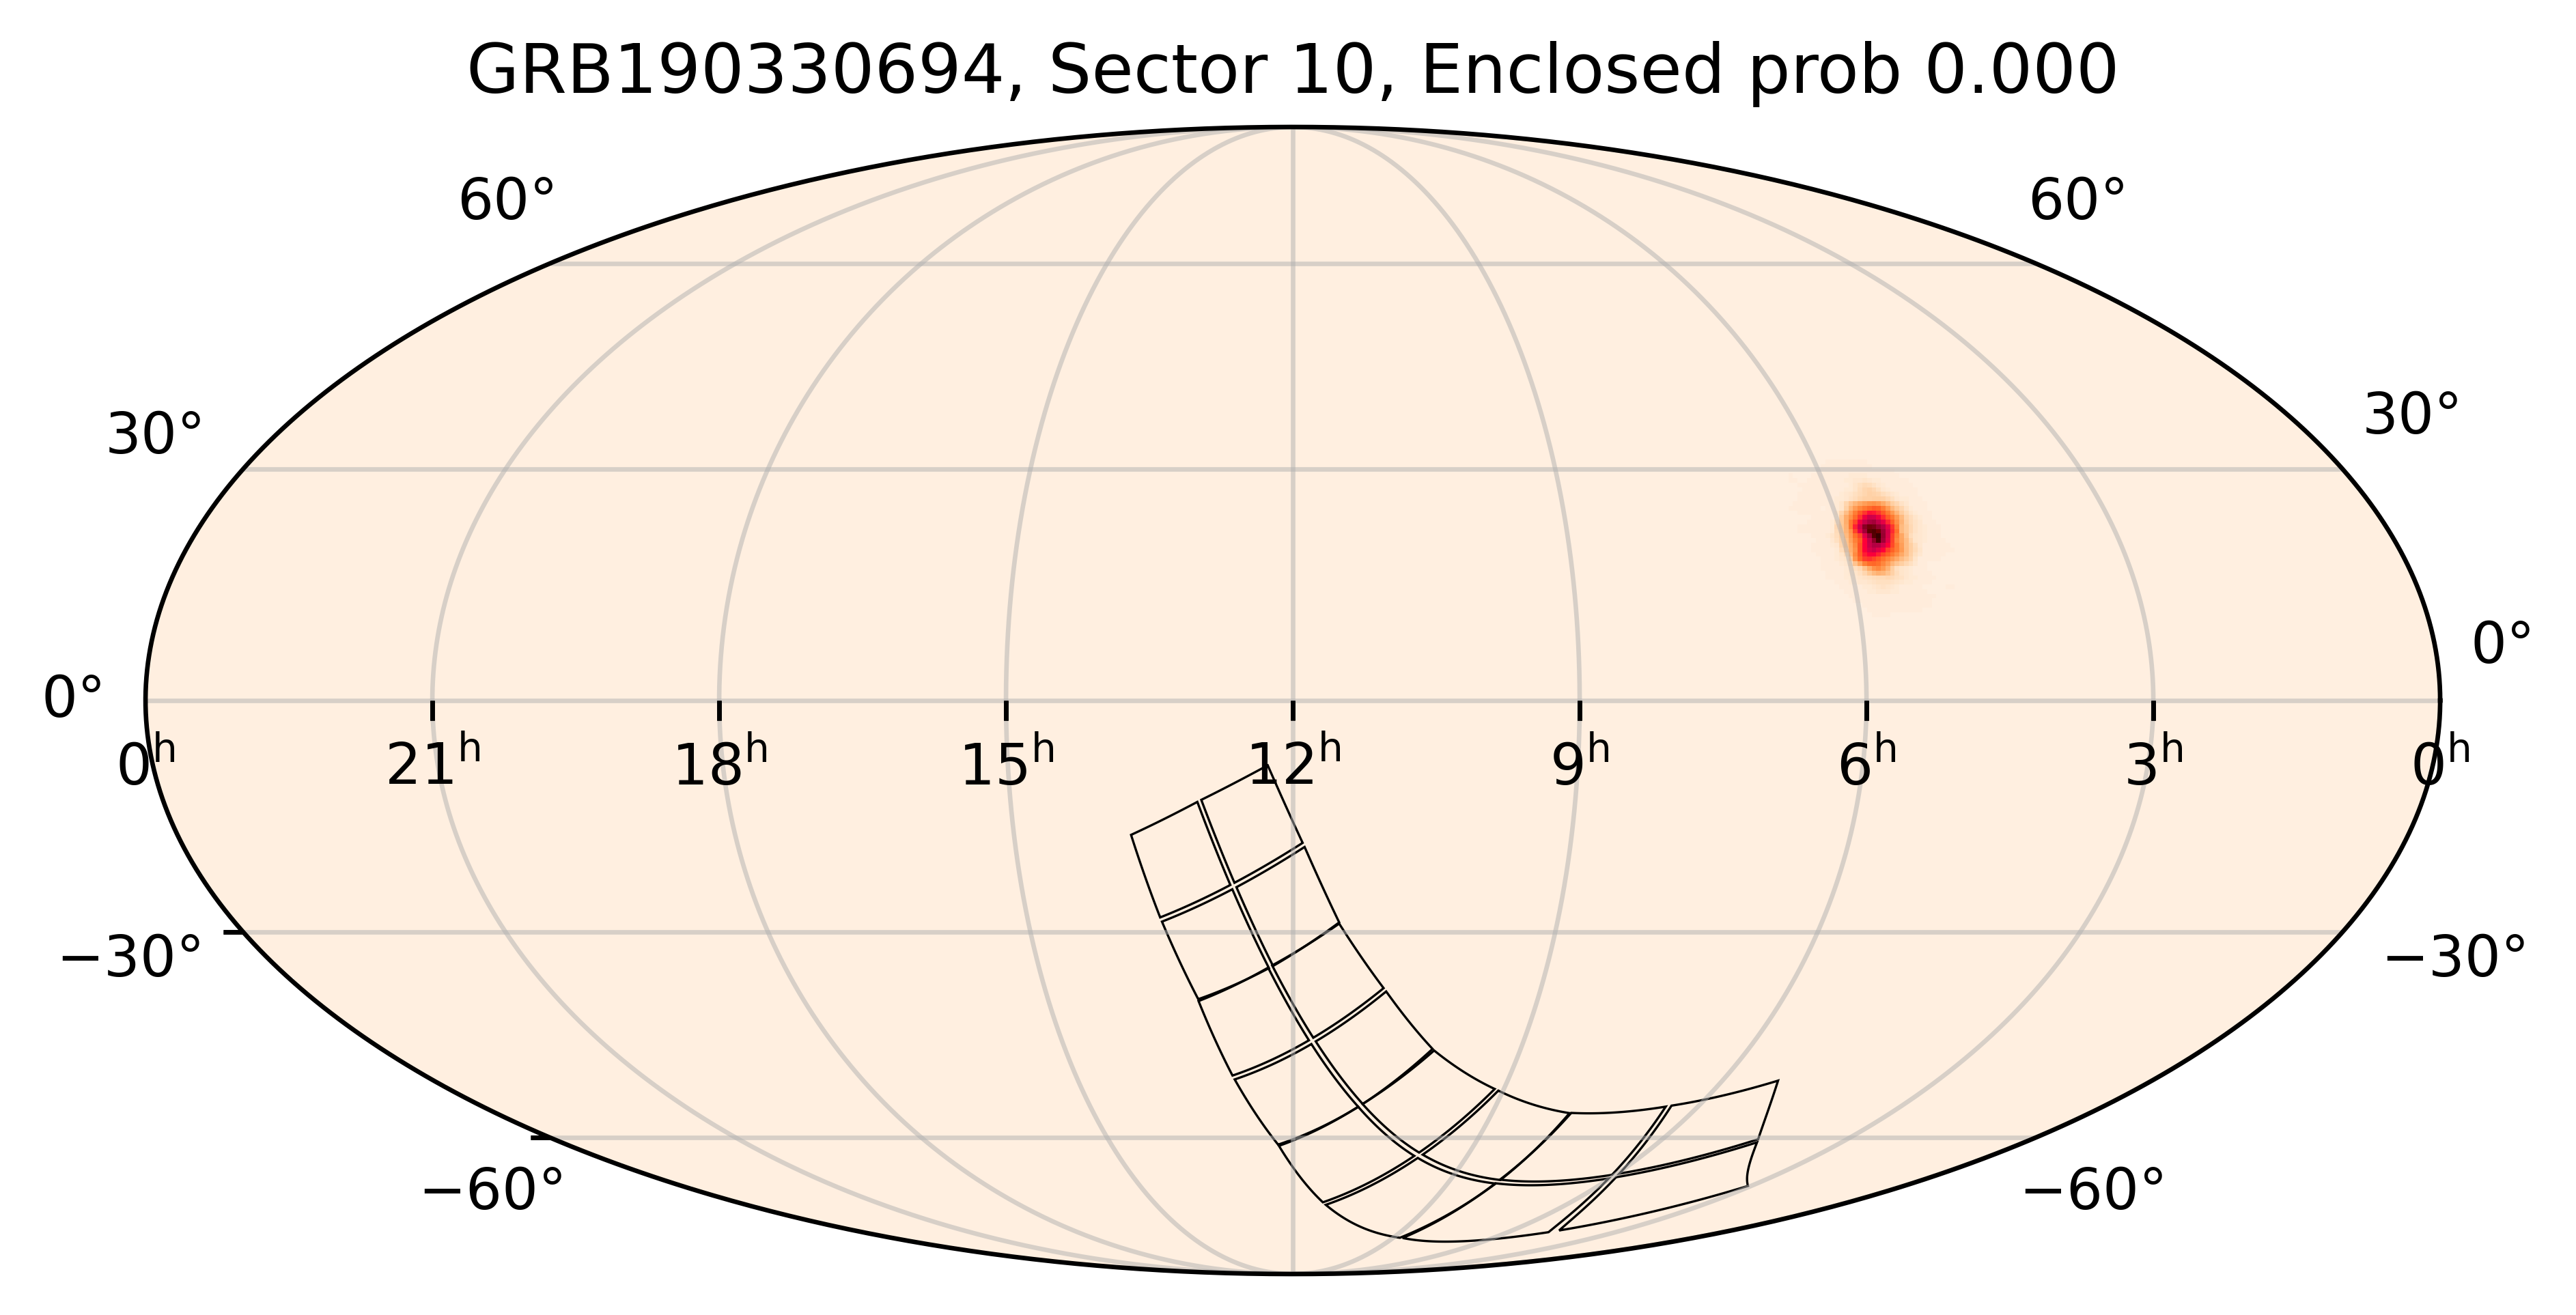 GRB190330694, Sector 10, Enclosed prob 0.000
60° 60°
30° 30°
0° 0°
0ʰ 21ʰ 18ʰ 15ʰ 12ʰ 9ʰ 6ʰ 3ʰ 0ʰ
−30° −30°
−60° −60°